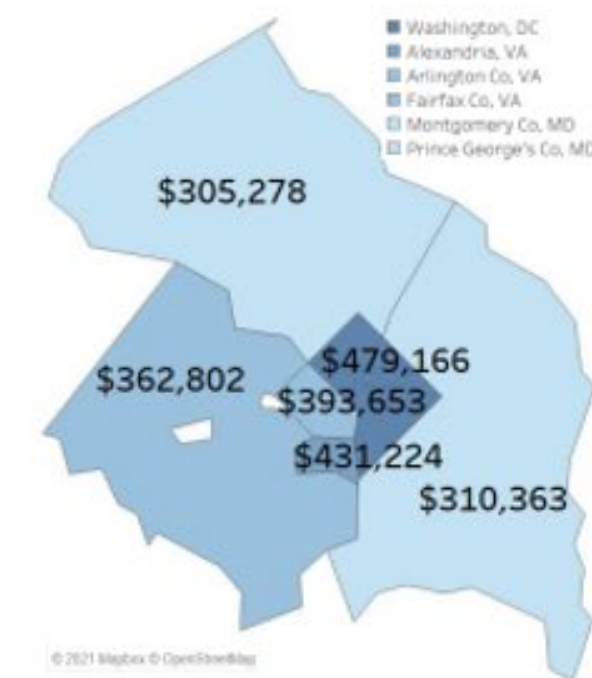 Washington, DC
Alexandria, VA
Arlington Co, VA
Fairfax Co, VA
Montgomery Co, MD
Prince George's Co, MD
$305,278
$479,166
$362,802
$393,653
$431,224
$310,363
© 2021 Mapbox © OpenStreetMap